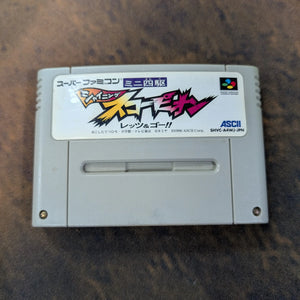 スーパーファミコン
ミニ四駆
シャイニング
スコーピオン
レッツ&ゴー!!
ASCII
SHVC-A4WJ-JPN